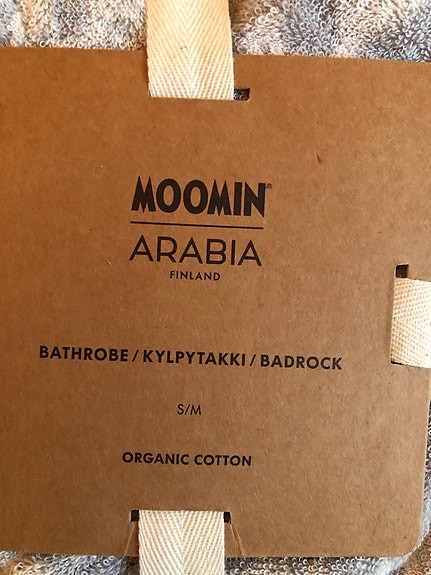 MOOMIN®
ARABIA
FINLAND
BATHROBE / KYLPYTAKKI / BADROCK
S/M
ORGANIC COTTON